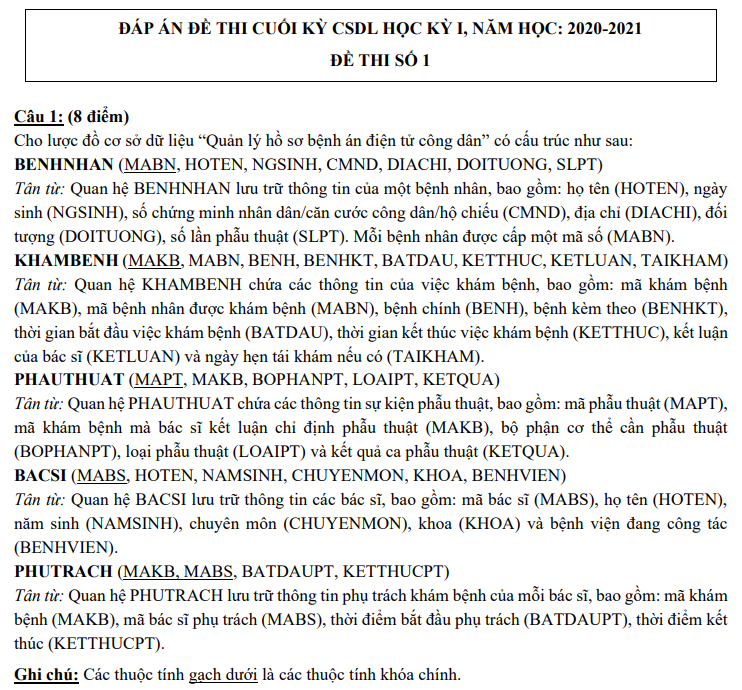 ĐÁP ÁN ĐỀ THI CUỐI KỲ CSDL HỌC KỲ I, NĂM HỌC: 2020-2021
ĐỀ THI SỐ 1
Câu 1: (8 điểm)
Cho lược đồ cơ sở dữ liệu “Quản lý hồ sơ bệnh án điện tử công dân” có cấu trúc như sau:
BENHNHAN (MABN, HOTEN, NGSINH, CMND, DIACHI, DOITUONG, SLPT)
Tân từ: Quan hệ BENHNHAN lưu trữ thông tin của một bệnh nhân, bao gồm: họ tên (HOTEN), ngày
sinh (NGSINH), số chứng minh nhân dân/căn cước công dân/hộ chiếu (CMND), địa chỉ (DIACHI), đối
tượng (DOITUONG), số lần phẫu thuật (SLPT). Mỗi bệnh nhân được cấp một mã số (MABN).
KHAMBENH (MAKB, MABN, BENH, BENHKT, BATDAU, KETTHUC, KETLUAN, TAIKHAM)
Tân từ: Quan hệ KHAMBENH chứa các thông tin của việc khám bệnh, bao gồm: mã khám bệnh
(MAKB), mã bệnh nhân được khám bệnh (MABN), bệnh chính (BENH), bệnh kèm theo (BENHKT),
thời gian bắt đầu việc khám bệnh (BATDAU), thời gian kết thúc việc khám bệnh (KETTHUC), kết luận
của bác sĩ (KETLUAN) và ngày hẹn tái khám nếu có (TAIKHAM).
PHAUTHUAT (MAPT, MAKB, BOPHANPT, LOAIPT, KETQUA)
Tân từ: Quan hệ PHAUTHUAT chứa các thông tin sự kiện phẫu thuật, bao gồm: mã phẫu thuật (MAPT),
mã khám bệnh mà bác sĩ kết luận chỉ định phẫu thuật (MAKB), bộ phận cơ thể cần phẫu thuật
(BOPHANPT), loại phẫu thuật (LOAIPT) và kết quả ca phẫu thuật (KETQUA).
BACSI (MABS, HOTEN, NAMSINH, CHUYENMON, KHOA, BENHVIEN)
Tân từ: Quan hệ BACSI lưu trữ thông tin các bác sĩ, bao gồm: mã bác sĩ (MABS), họ tên (HOTEN),
năm sinh (NAMSINH), chuyên môn (CHUYENMON), khoa (KHOA) và bệnh viện đang công tác
(BENHVIEN).
PHUTRACH (MAKB, MABS, BATDAUPT, KETTHUCPT)
Tân từ: Quan hệ PHUTRACH lưu trữ thông tin phụ trách khám bệnh của mỗi bác sĩ, bao gồm: mã khám
bệnh (MAKB), mã bác sĩ phụ trách (MABS), thời điểm bắt đầu phụ trách (BATDAUPT), thời điểm kết
thúc (KETTHUCPT).
Ghi chú: Các thuộc tính gạch dưới là các thuộc tính khóa chính.